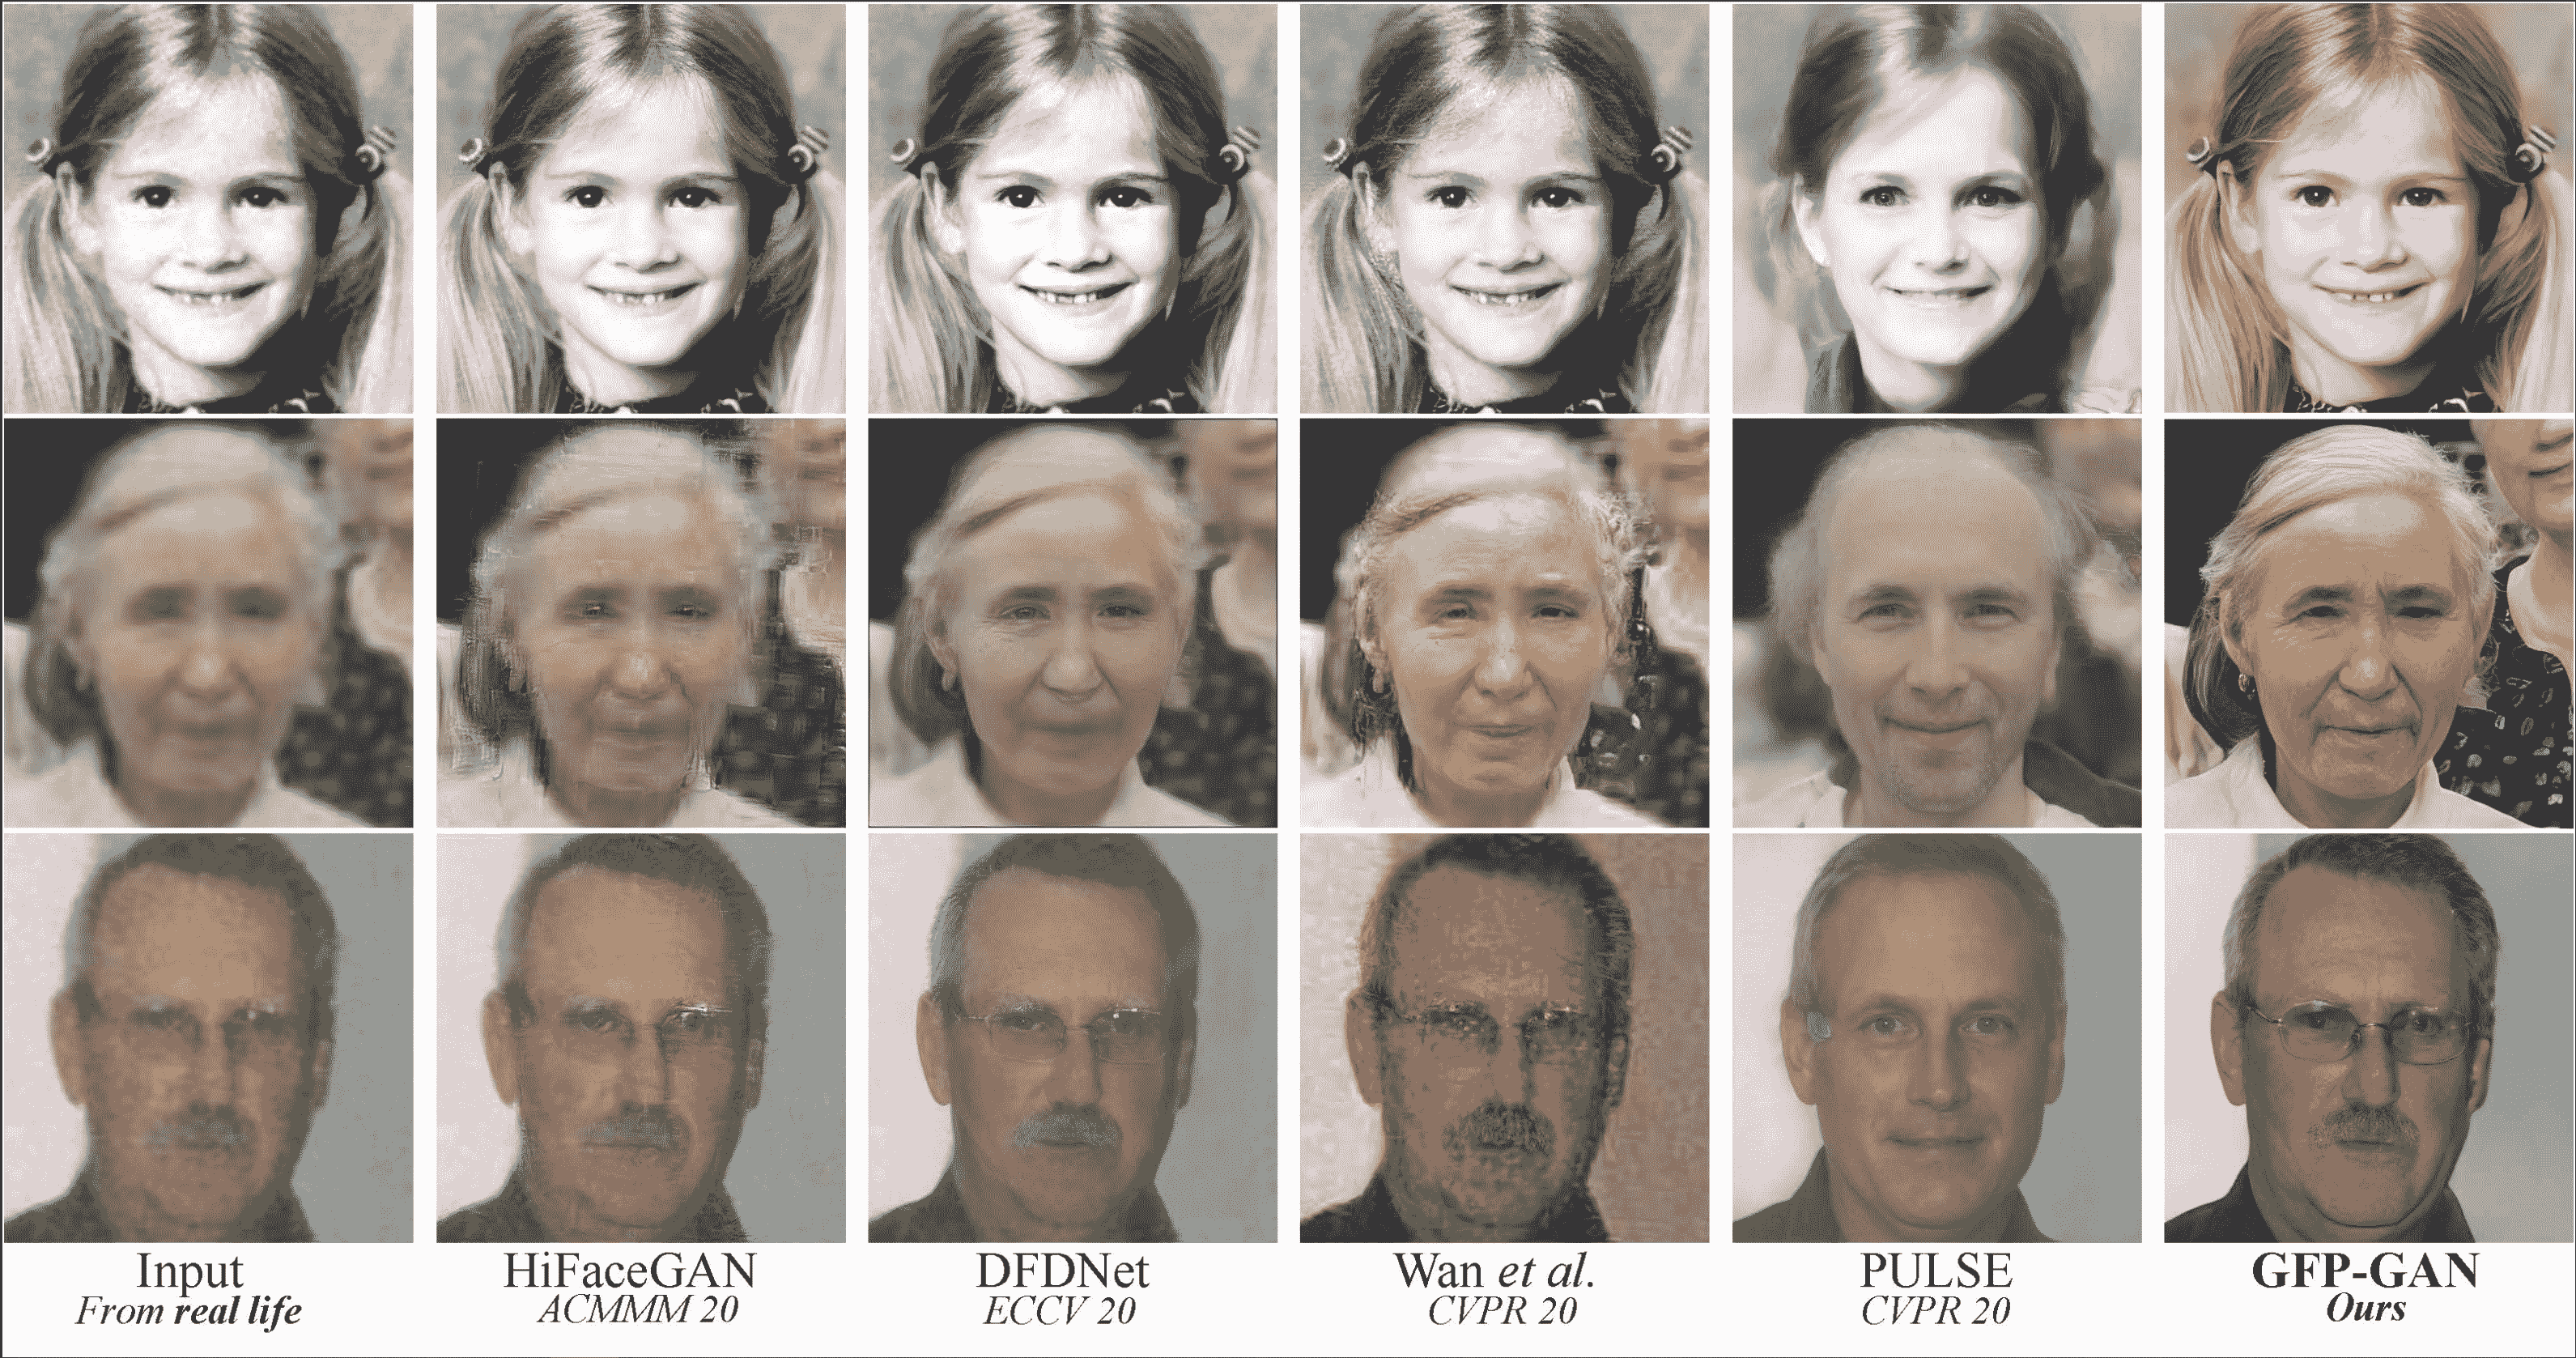 Input HiFaceGAN DFDNet Wan et al. PULSE GFP-GAN
From real life ACMMM 20 ECCV 20 CVPR 20 CVPR 20 Ours